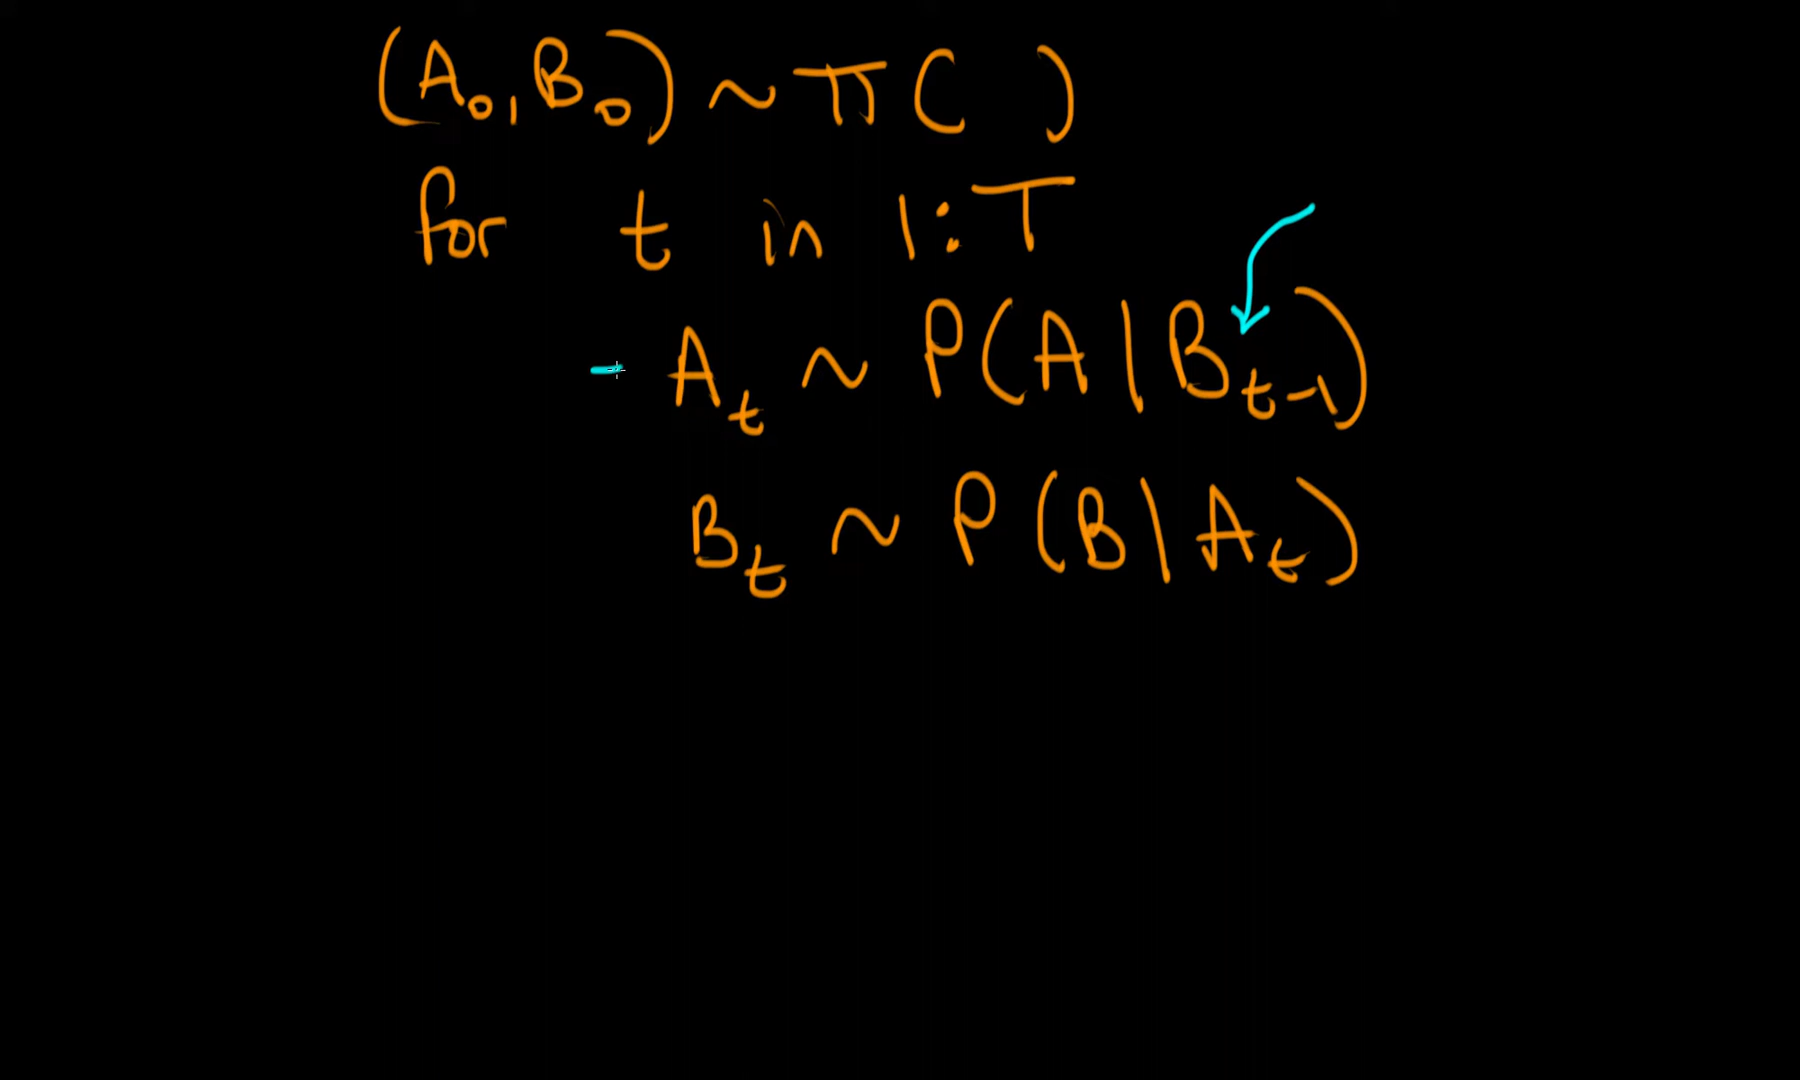 (A₀, B₀) ~ π( )
for t in 1:T
A_t ~ P(A | B_{t-1})
B_t ~ P(B | A_t)